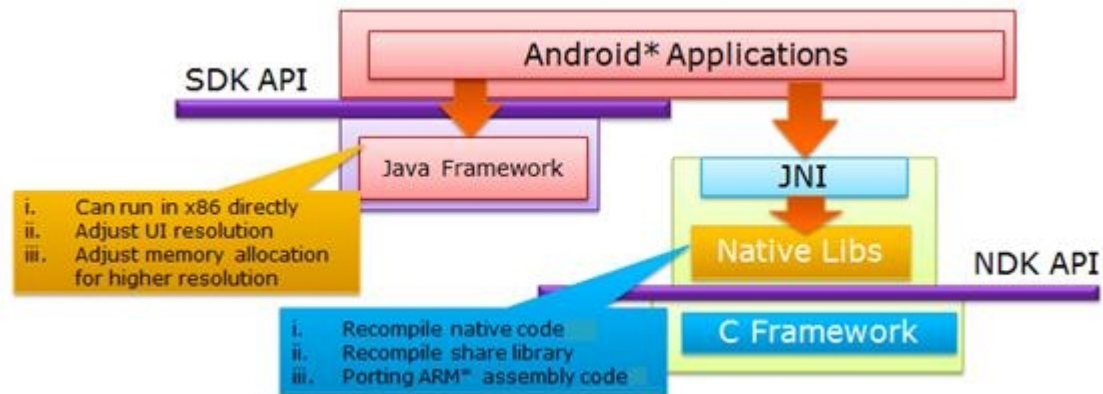 Android* Applications
SDK API
Java Framework
JNI
i. Can run in x86 directly
ii. Adjust UI resolution
iii. Adjust memory allocation
for higher resolution
Native Libs
NDK API
C Framework
i. Recompile native code
ii. Recompile share library
iii. Porting ARM* assembly code